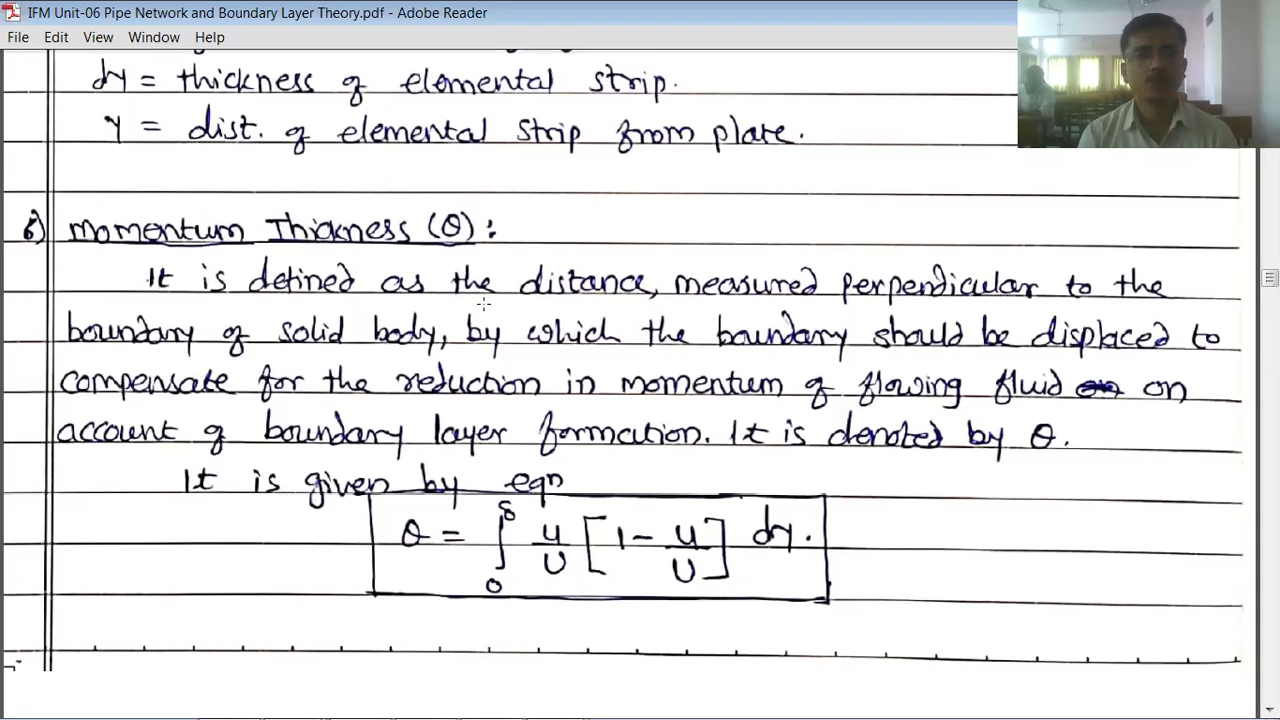 IFM Unit-06 Pipe Network and Boundary Layer Theory.pdf - Adobe Reader
File Edit View Window Help
dy = thickness of elemental strip.
y = dist. of elemental strip from plate.
6) Momentum Thickness (θ) :
It is defined as the distance, measured perpendicular to the
boundary of solid body, by which the boundary should be displaced to
compensate for the reduction in momentum of flowing fluid on
account of boundary layer formation. It is denoted by θ.
It is given by eqn
θ = ∫₀^δ u/U [1 - u/U] dy.